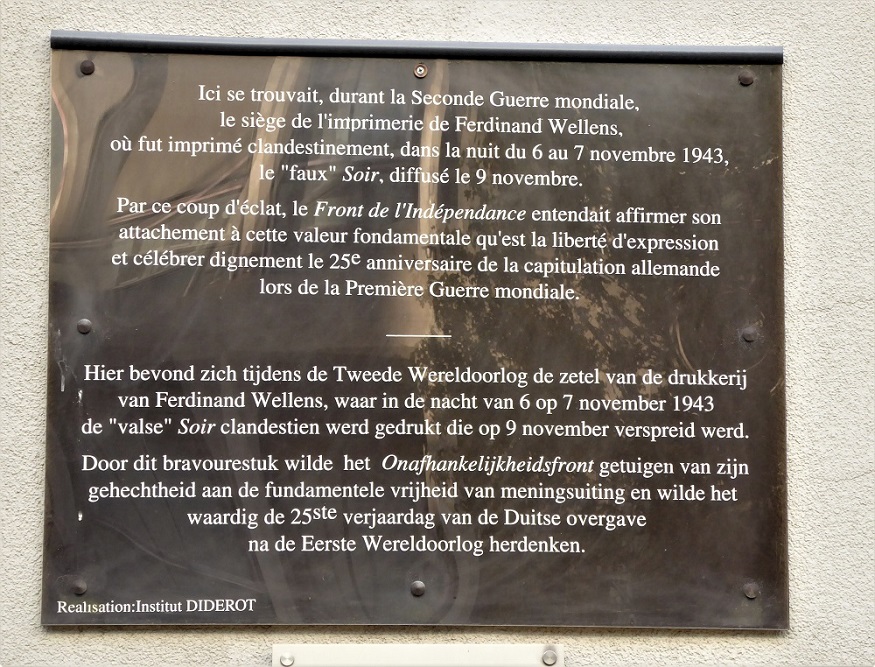 Ici se trouvait, durant la Seconde Guerre mondiale,
le siège de l'imprimerie de Ferdinand Wellens,
où fut imprimé clandestinement, dans la nuit du 6 au 7 novembre 1943,
le "faux" Soir, diffusé le 9 novembre.
Par ce coup d'éclat, le Front de l'Indépendance entendait affirmer son
attachement à cette valeur fondamentale qu'est la liberté d'expression
et célébrer dignement le 25e anniversaire de la capitulation allemande
lors de la Première Guerre mondiale.
Hier bevond zich tijdens de Tweede Wereldoorlog de zetel van de drukkerij
van Ferdinand Wellens, waar in de nacht van 6 op 7 november 1943
de "valse" Soir clandestien werd gedrukt die op 9 november verspreid werd.
Door dit bravourestuk wilde het Onafhankelijkheidsfront getuigen van zijn
gehechtheid aan de fundamentele vrijheid van meningsuiting en wilde het
waardig de 25ste verjaardag van de Duitse overgave
na de Eerste Wereldoorlog herdenken.
Realisation:Institut DIDEROT